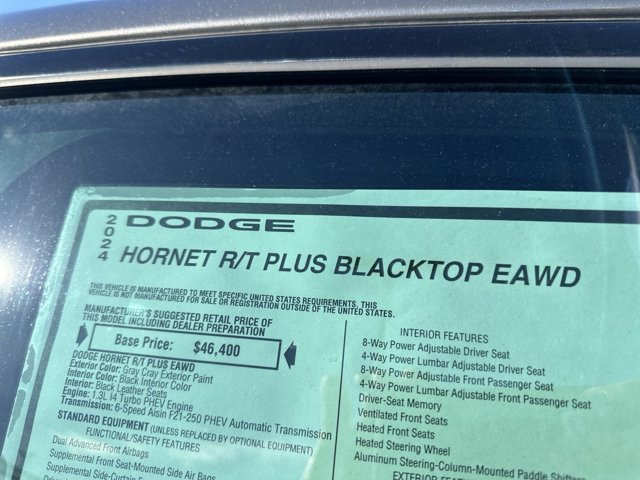 2024 DODGE
HORNET R/T PLUS BLACKTOP EAWD
THIS VEHICLE IS MANUFACTURED TO MEET SPECIFIC UNITED STATES REQUIREMENTS. THIS
VEHICLE IS NOT MANUFACTURED FOR SALE OR REGISTRATION OUTSIDE OF THE UNITED STATES.
MANUFACTURER'S SUGGESTED RETAIL PRICE OF
THIS MODEL INCLUDING DEALER PREPARATION
Base Price: $46,400
DODGE HORNET R/T PLUS EAWD
Exterior Color: Gray Cray Exterior Paint
Interior Color: Black Interior Color
Interior: Black Leather Seats
Engine: 1.3L I4 Turbo PHEV Engine
Transmission: 6-Speed Aisin F21-250 PHEV Automatic Transmission
STANDARD EQUIPMENT (UNLESS REPLACED BY OPTIONAL EQUIPMENT)
FUNCTIONAL/SAFETY FEATURES
Dual Advanced Front Airbags
Supplemental Front Seat-Mounted Side Air Bags
Supplemental Side-Curtain
INTERIOR FEATURES
8-Way Power Adjustable Driver Seat
4-Way Power Lumbar Adjustable Driver Seat
8-Way Power Adjustable Front Passenger Seat
4-Way Power Lumbar Adjustable Front Passenger Seat
Driver-Seat Memory
Ventilated Front Seats
Heated Front Seats
Heated Steering Wheel
Aluminum Steering-Column-Mounted Paddle Shifters
EXTERIOR FEATURES